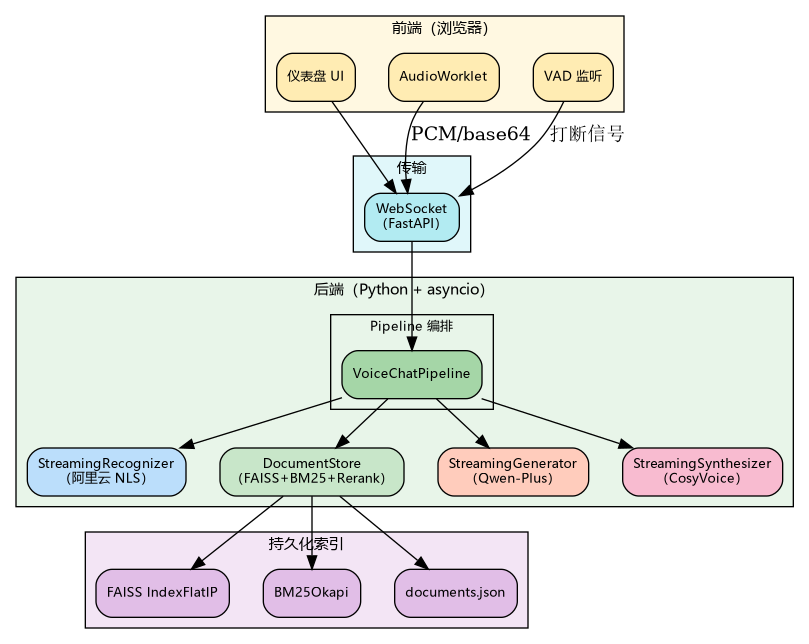 前端（浏览器）
仪表盘 UI
AudioWorklet
VAD 监听
PCM/base64
打断信号
传输
WebSocket
（FastAPI）
后端（Python + asyncio）
Pipeline 编排
VoiceChatPipeline
StreamingRecognizer
（阿里云 NLS）
DocumentStore
（FAISS+BM25+Rerank）
StreamingGenerator
（Qwen-Plus）
StreamingSynthesizer
（CosyVoice）
持久化索引
FAISS IndexFlatIP
BM25Okapi
documents.json